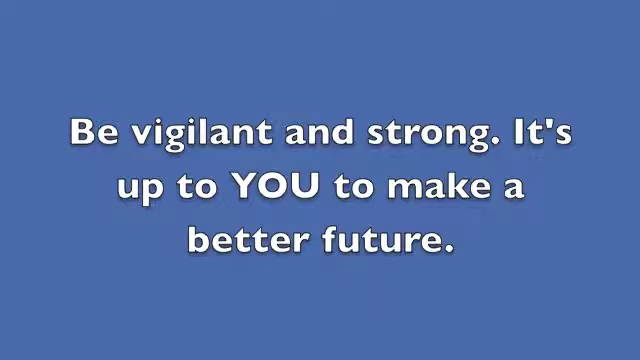 Be vigilant and strong. It's
up to YOU to make a
better future.